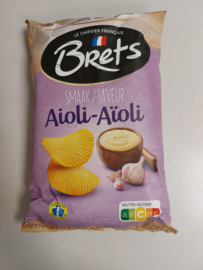 LE CHIPSIER FRANÇAIS
Brets
SMAAK/SAVEUR
Aioli-Aïoli
NUTRI-SCORE
A B C D E